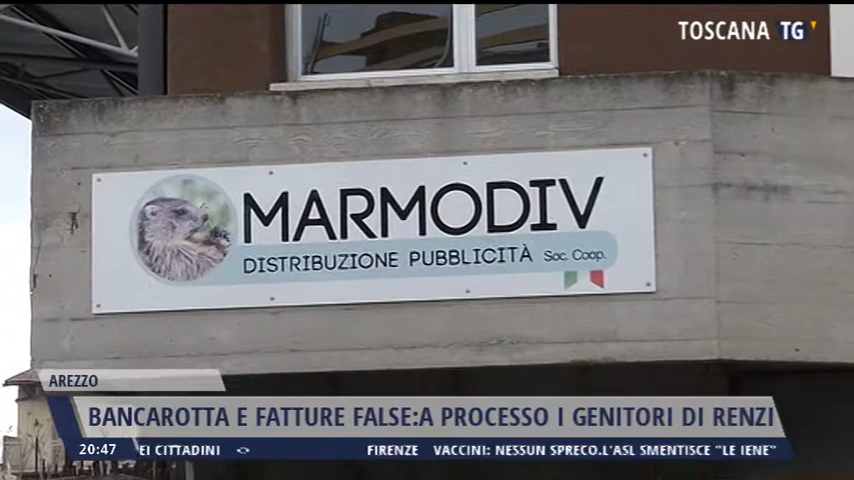 TOSCANA TG
MARMODIV
DISTRIBUZIONE PUBBLICITÀ Soc. Coop.
AREZZO
BANCAROTTA E FATTURE FALSE:A PROCESSO I GENITORI DI RENZI
20:47 EI CITTADINI FIRENZE VACCINI: NESSUN SPRECO.L'ASL SMENTISCE "LE IENE"